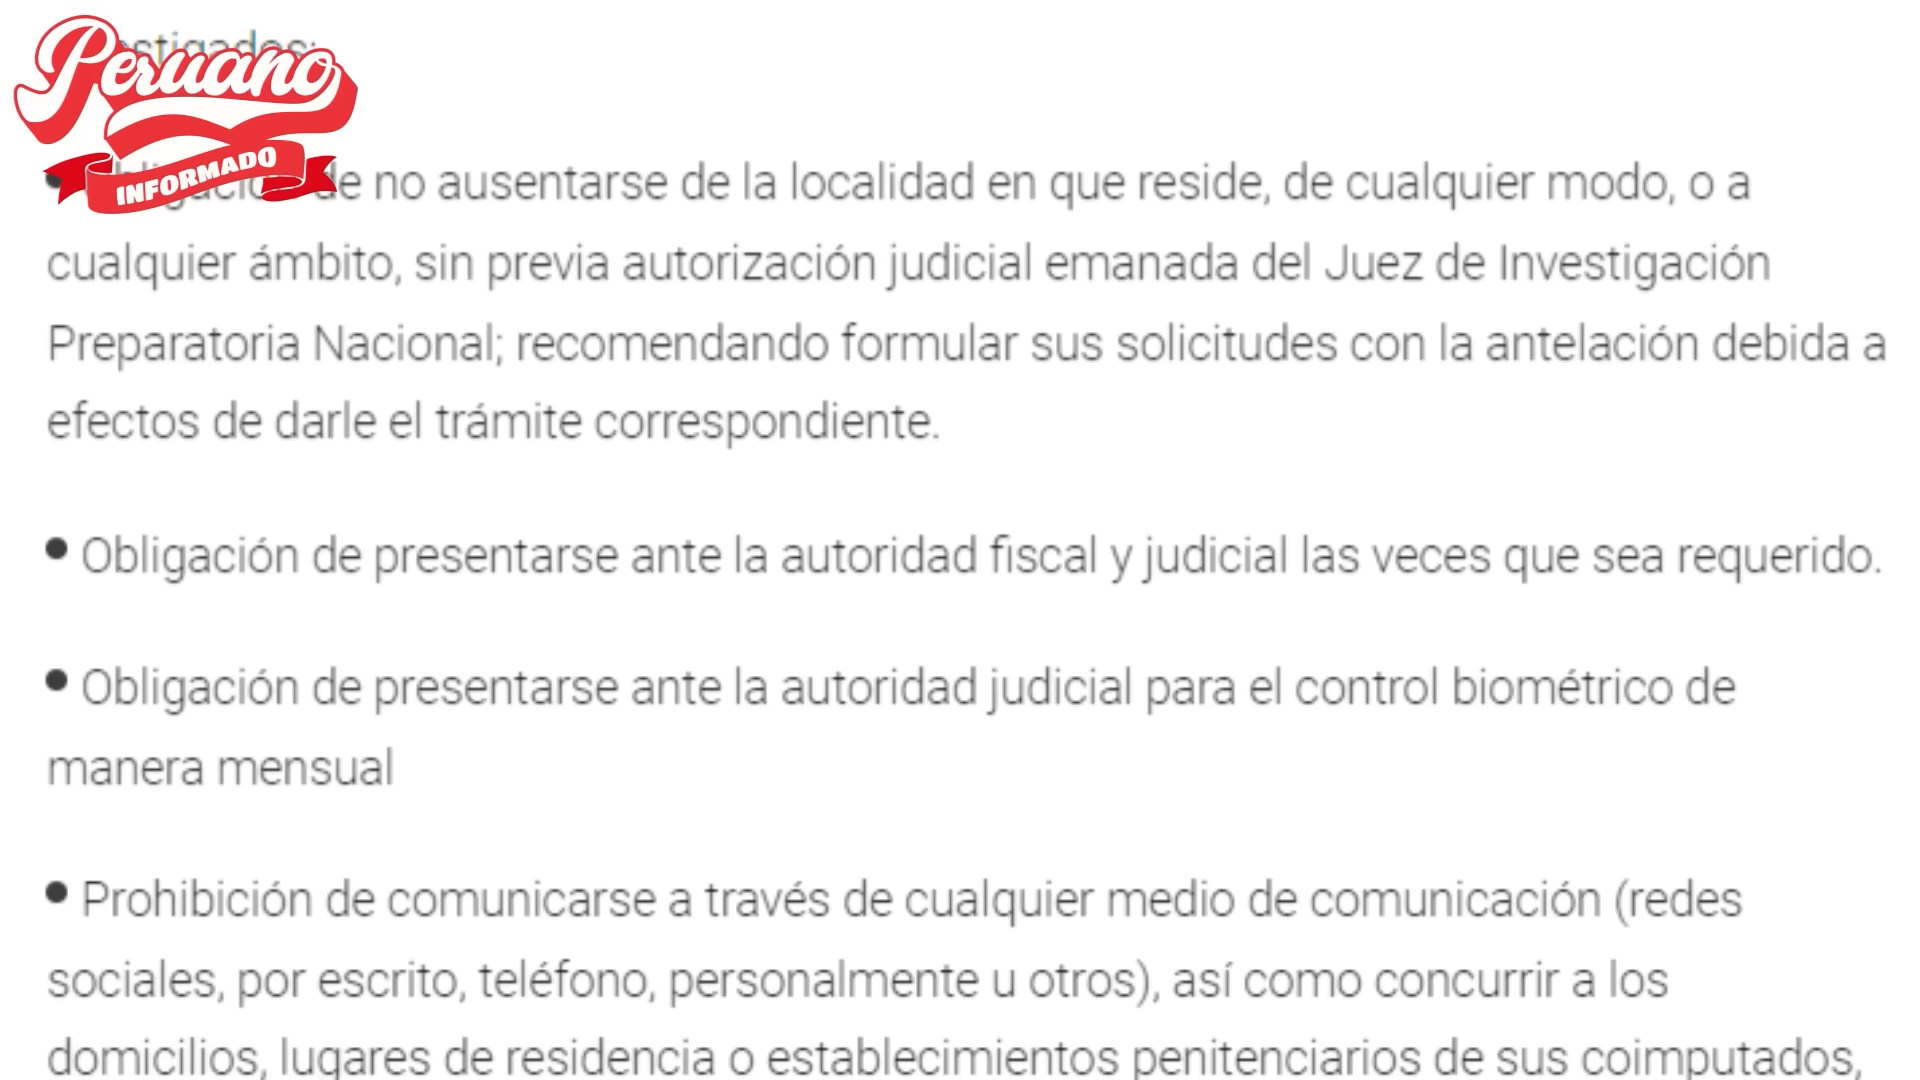 Peruano
INFORMADO
de no ausentarse de la localidad en que reside, de cualquier modo, o a
cualquier ámbito, sin previa autorización judicial emanada del Juez de Investigación
Preparatoria Nacional; recomendando formular sus solicitudes con la antelación debida a
efectos de darle el trámite correspondiente.
• Obligación de presentarse ante la autoridad fiscal y judicial las veces que sea requerido.
• Obligación de presentarse ante la autoridad judicial para el control biométrico de
manera mensual
• Prohibición de comunicarse a través de cualquier medio de comunicación (redes
sociales, por escrito, teléfono, personalmente u otros), así como concurrir a los
domicilios, lugares de residencia o establecimientos penitenciarios de sus coimputados,